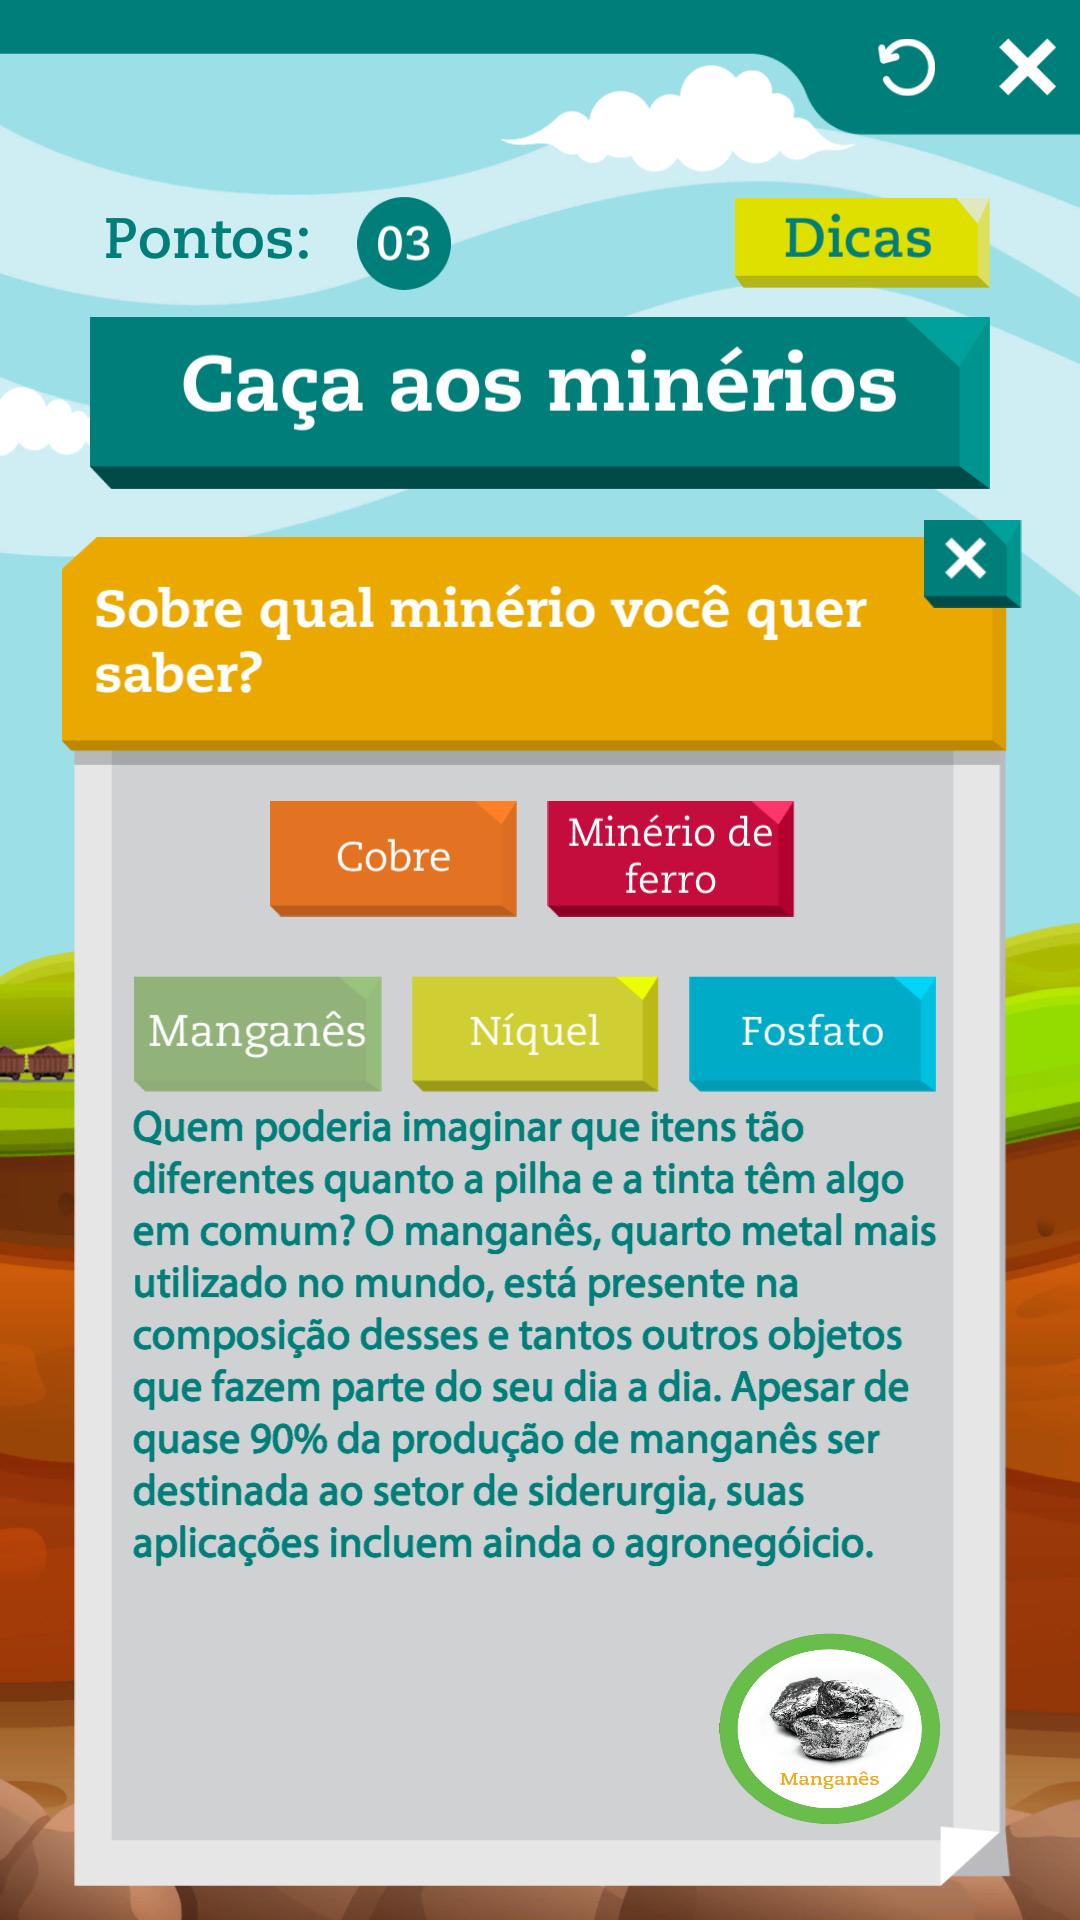 Pontos: 03
Dicas
Caça aos minérios
Sobre qual minério você quer
saber?
Cobre
Minério de
ferro
Manganês
Níquel
Fosfato
Quem poderia imaginar que itens tão
diferentes quanto a pilha e a tinta têm algo
em comum? O manganês, quarto metal mais
utilizado no mundo, está presente na
composição desses e tantos outros objetos
que fazem parte do seu dia a dia. Apesar de
quase 90% da produção de manganês ser
destinada ao setor de siderurgia, suas
aplicações incluem ainda o agronegóicio.
Manganês